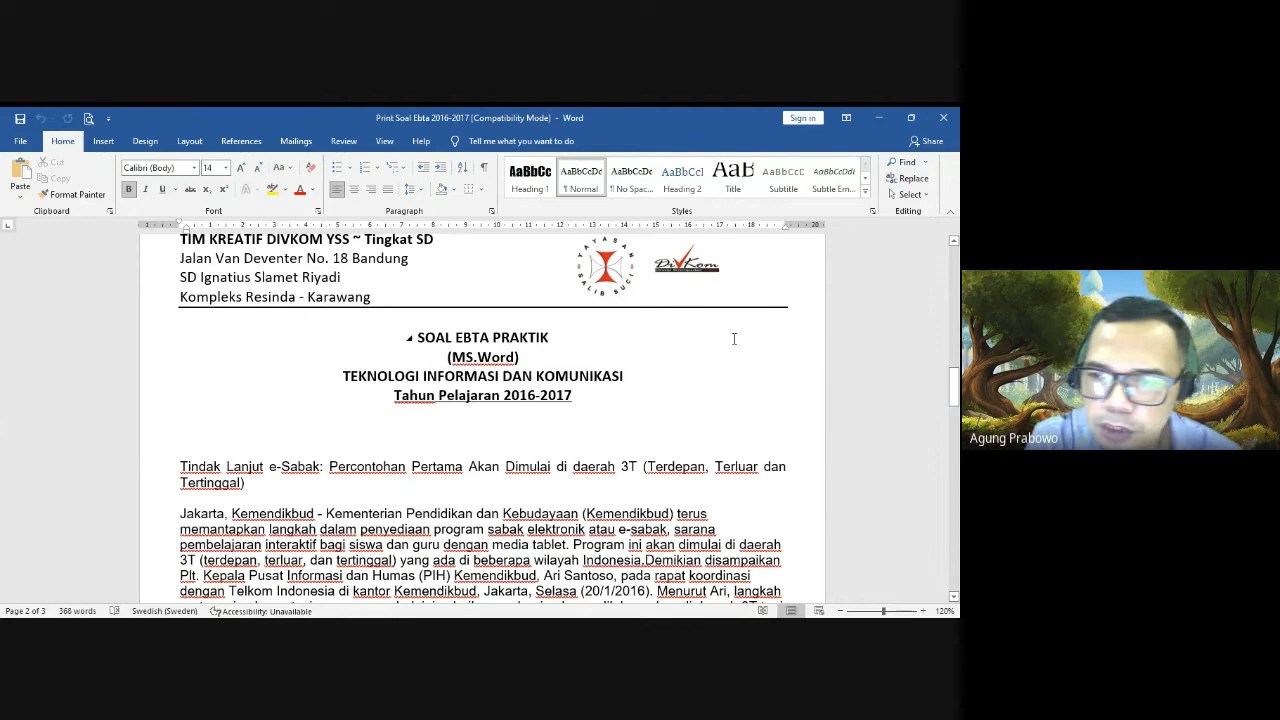 Print Soal Ebta 2016-2017 [Compatibility Mode] - Word
Sign in
File Home Insert Design Layout References Mailings Review View Help Tell me what you want to do Share
Paste
Cut
Copy
Format Painter
Clipboard
Calibri (Body) 14
Font
Paragraph
AaBbCc AaBbCcDc AaBbCcDc AaBbCc AaB AaBbCcD AaBbCcDc
Heading 1 ¶ Normal ¶ No Spac... Heading 2 Title Subtitle Subtle Em...
Styles
Find
Replace
Select
Editing
TIM KREATIF DIVKOM YSS ~ Tingkat SD
Jalan Van Deventer No. 18 Bandung
SD Ignatius Slamet Riyadi
Kompleks Resinda - Karawang
YAYASAN
SALIB SUCI
DivKom
SOAL EBTA PRAKTIK
(MS.Word)
TEKNOLOGI INFORMASI DAN KOMUNIKASI
Tahun Pelajaran 2016-2017
Tindak Lanjut e-Sabak: Percontohan Pertama Akan Dimulai di daerah 3T (Terdepan, Terluar dan
Tertinggal)
Jakarta, Kemendikbud - Kementerian Pendidikan dan Kebudayaan (Kemendikbud) terus
memantapkan langkah dalam penyediaan program sabak elektronik atau e-sabak, sarana
pembelajaran interaktif bagi siswa dan guru dengan media tablet. Program ini akan dimulai di daerah
3T (terdepan, terluar, dan tertinggal) yang ada di beberapa wilayah Indonesia.Demikian disampaikan
Plt. Kepala Pusat Informasi dan Humas (PIH) Kemendikbud, Ari Santoso, pada rapat koordinasi
dengan Telkom Indonesia di kantor Kemendikbud, Jakarta, Selasa (20/1/2016). Menurut Ari, langkah
Page 2 of 3 368 words Swedish (Sweden) Accessibility: Unavailable 120%
Agung Prabowo